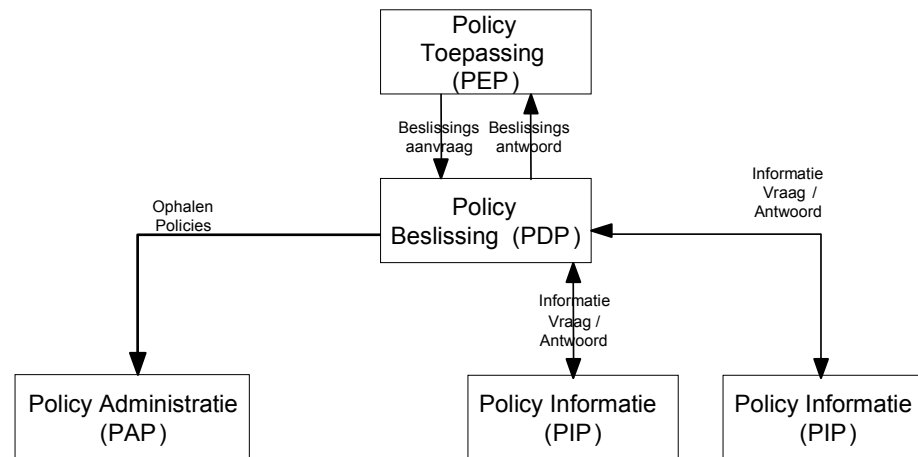 Policy
Toepassing
(PEP)
Beslissings
aanvraag
Beslissings
antwoord
Informatie
Vraag /
Antwoord
Ophalen
Policies
Policy
Beslissing (PDP)
Informatie
Vraag /
Antwoord
Policy Administratie
(PAP)
Policy Informatie
(PIP)
Policy Informatie
(PIP)